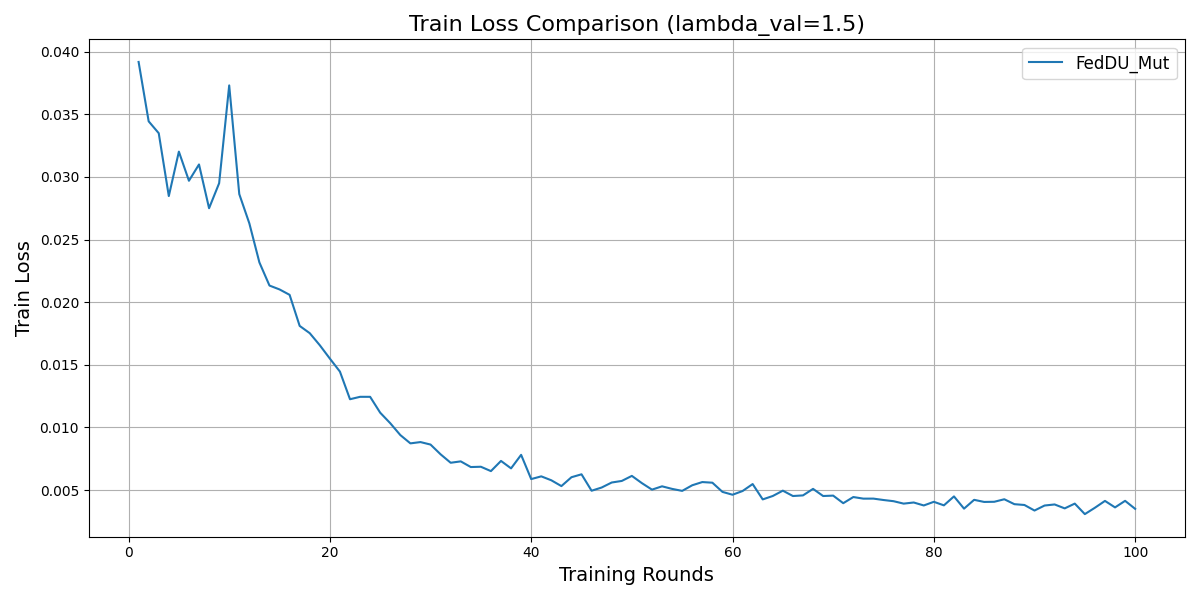 Train Loss Comparison (lambda_val=1.5)
FedDU_Mut
Train Loss
0.040
0.035
0.030
0.025
0.020
0.015
0.010
0.005
0 20 40 60 80 100
Training Rounds